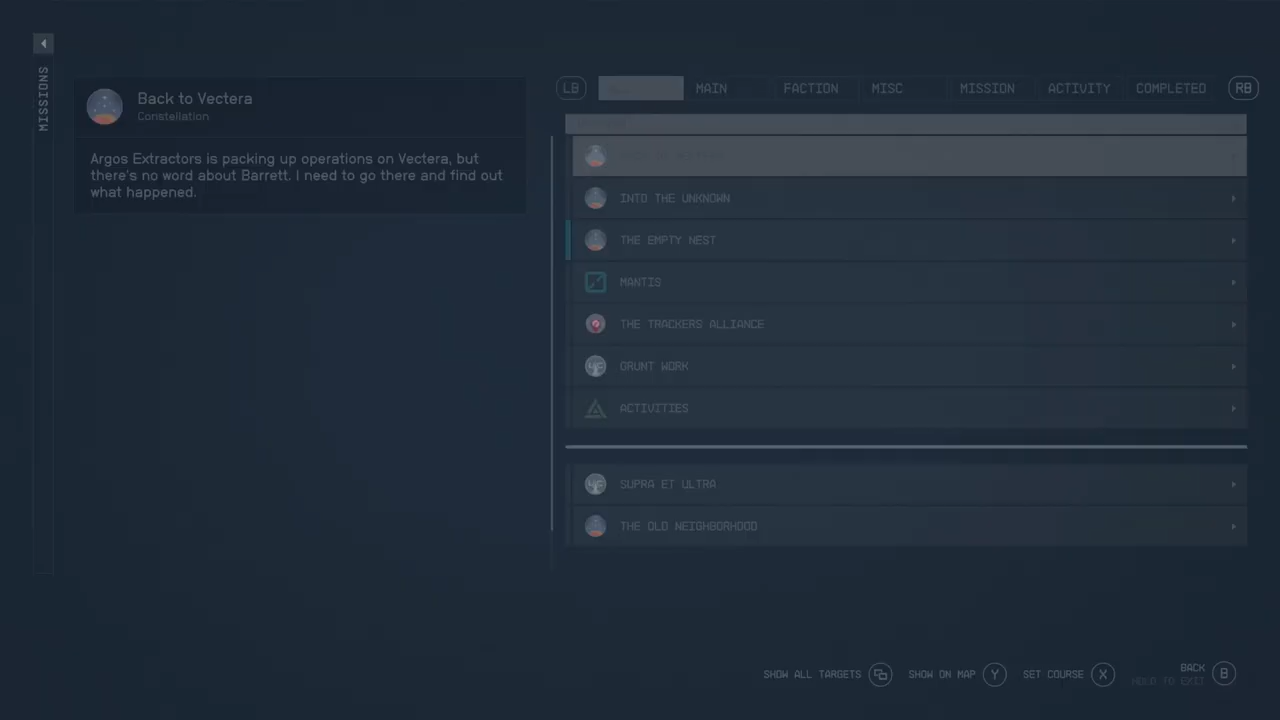 MISSIONS
Back to Vectera
Constellation
Argos Extractors is packing up operations on Vectera, but
there's no word about Barrett. I need to go there and find out
what happened.
LB
MAIN
FACTION
MISC
MISSION
ACTIVITY
COMPLETED
RB
INTO THE UNKNOWN
THE EMPTY NEST
MANTIS
THE TRACKERS ALLIANCE
GRUNT WORK
ACTIVITIES
SUPRA ET ULTRA
THE OLD NEIGHBORHOOD
SHOW ALL TARGETS
SHOW ON MAP Y
SET COURSE X
BACK B
HOLD TO EXIT